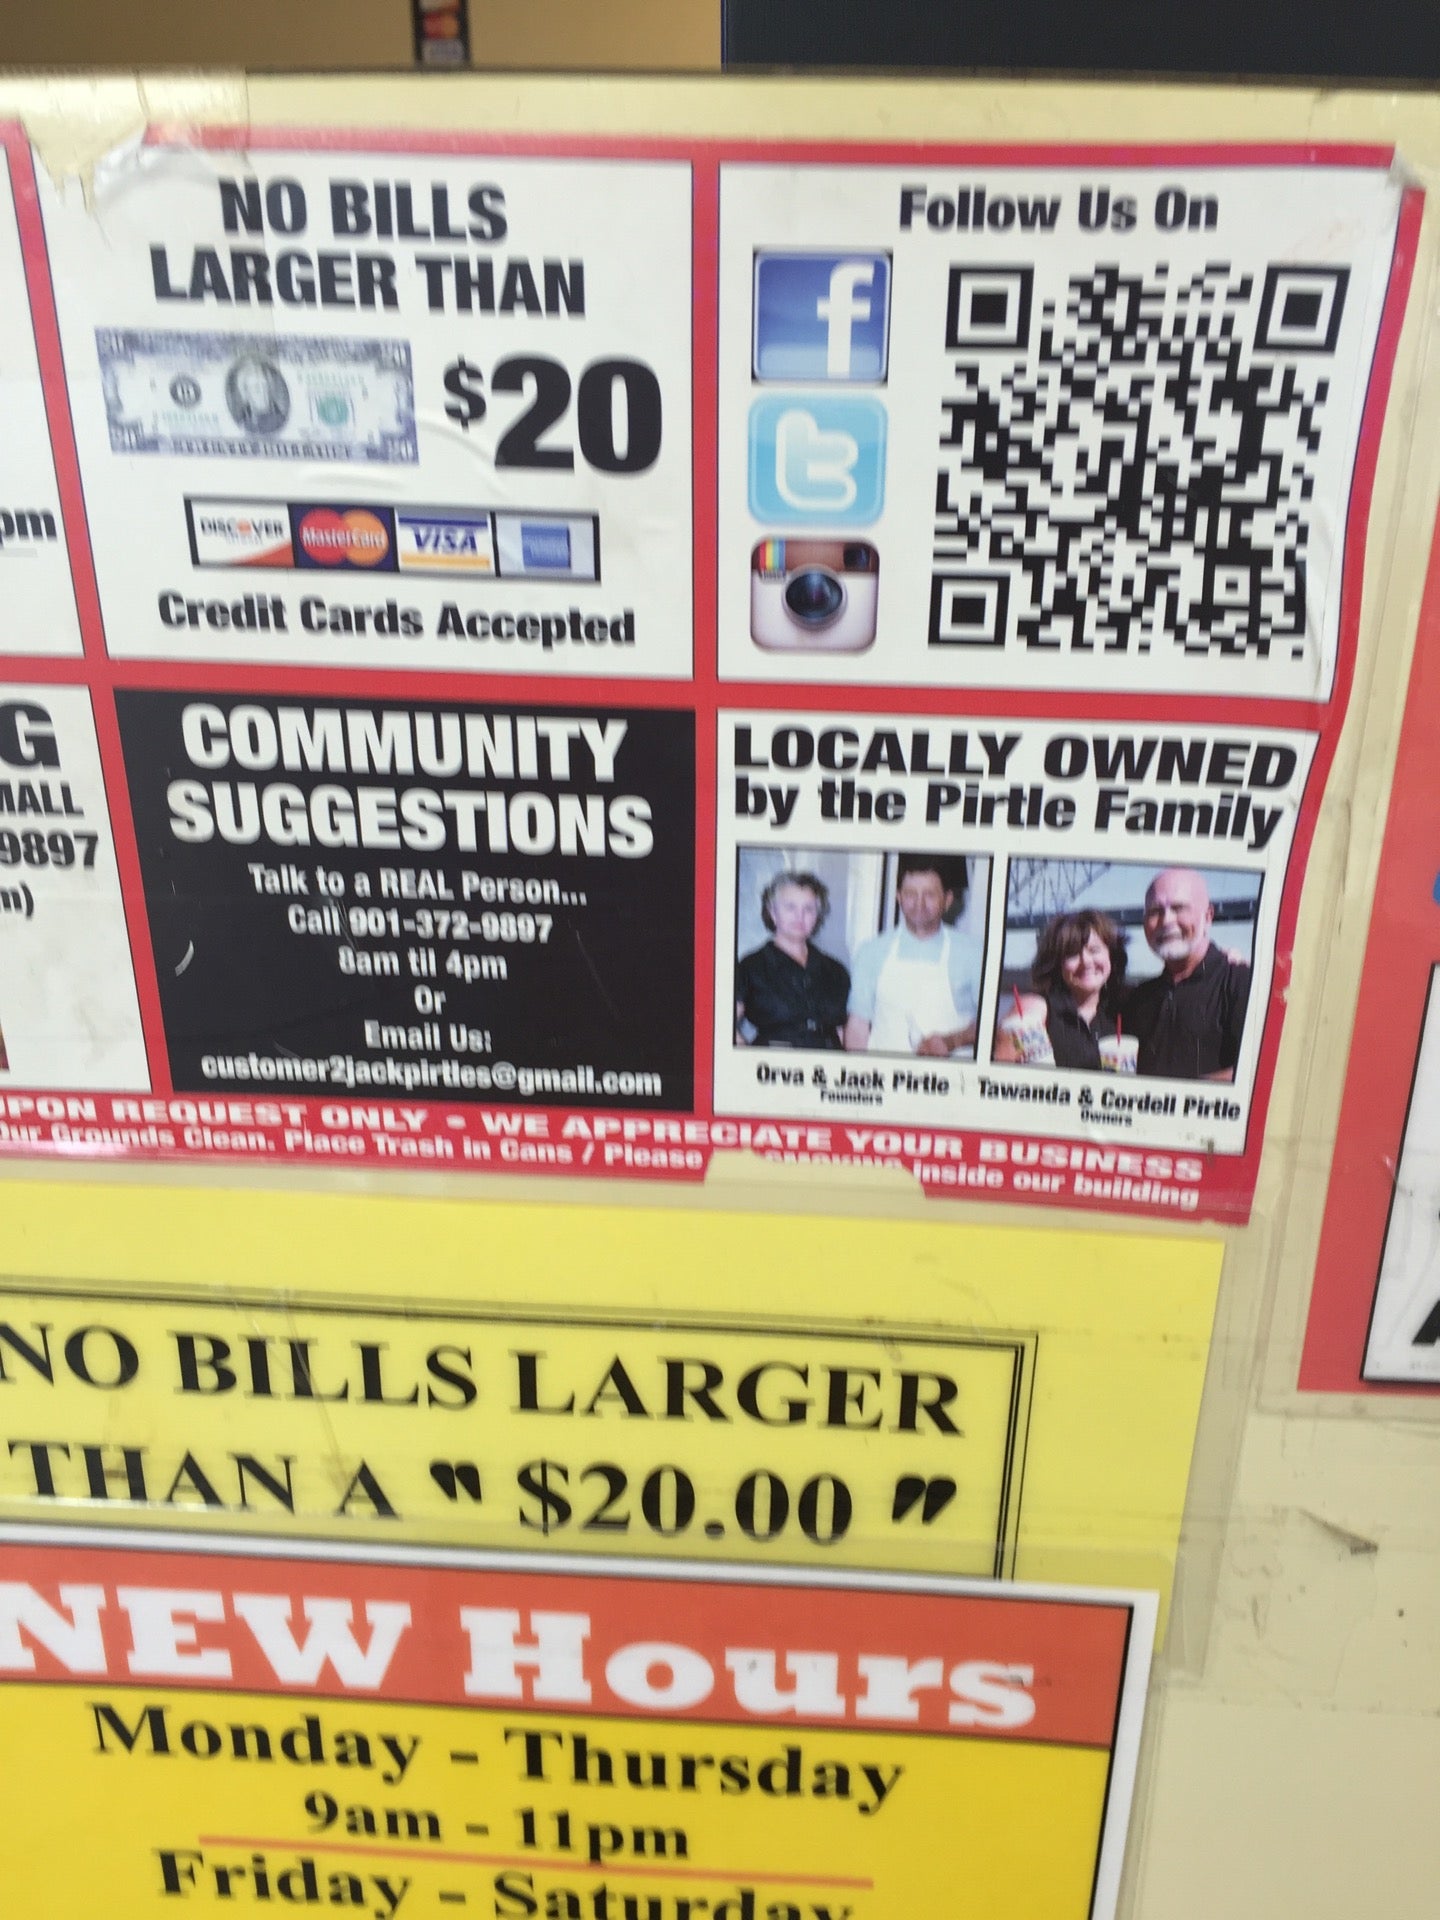 NO BILLS
LARGER THAN
$20
DISCOVER
MasterCard
VISA
Credit Cards Accepted
Follow Us On
f
t
pm
G
MALL
9897
m)
COMMUNITY
SUGGESTIONS
Talk to a REAL Person...
Call 901-372-9897
8am til 4pm
Or
Email Us:
customer2jackpirtles@gmail.com
LOCALLY OWNED
by the Pirtle Family
Orva & Jack Pirtle
Founders
Tawanda & Cordell Pirtle
Owners
UPON REQUEST ONLY - WE APPRECIATE YOUR BUSINESS
Our Grounds Clean. Place Trash in Cans / Please SMOKING inside our building
NO BILLS LARGER
THAN A " $20.00 "
NEW Hours
Monday - Thursday
9am - 11pm
Friday - Saturday